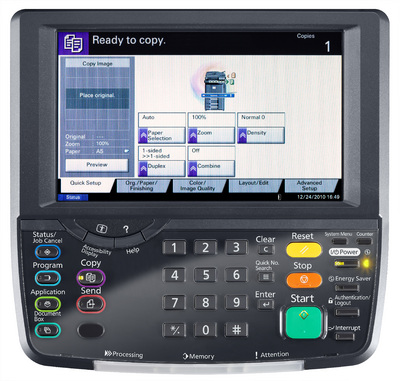 Ready to copy.
Copies
1
Copy Image
Place original.
Original ---
Zoom 100%
Paper A5
Preview
Auto
100%
Normal 0
Paper
Selection
Zoom
Density
1-sided
>>1-sided
Off
Duplex
Combine
Quick Setup
Org./Paper/
Finishing
Color/
Image Quality
Layout/Edit
Advanced
Setup
Status
12/24/2010 16:49
Status/
Job Cancel
Accessibility
Display
?
Help
Program
Copy
Application
Send
Document
Box
1 2 3
4 5 6
7 8 9
*/. 0 #
Clear
C
Quick No.
Search
Enter
Reset
Stop
Start
System Menu
Counter
Power
Energy Saver
Authentication/
Logout
Interrupt
Processing
Memory
! Attention